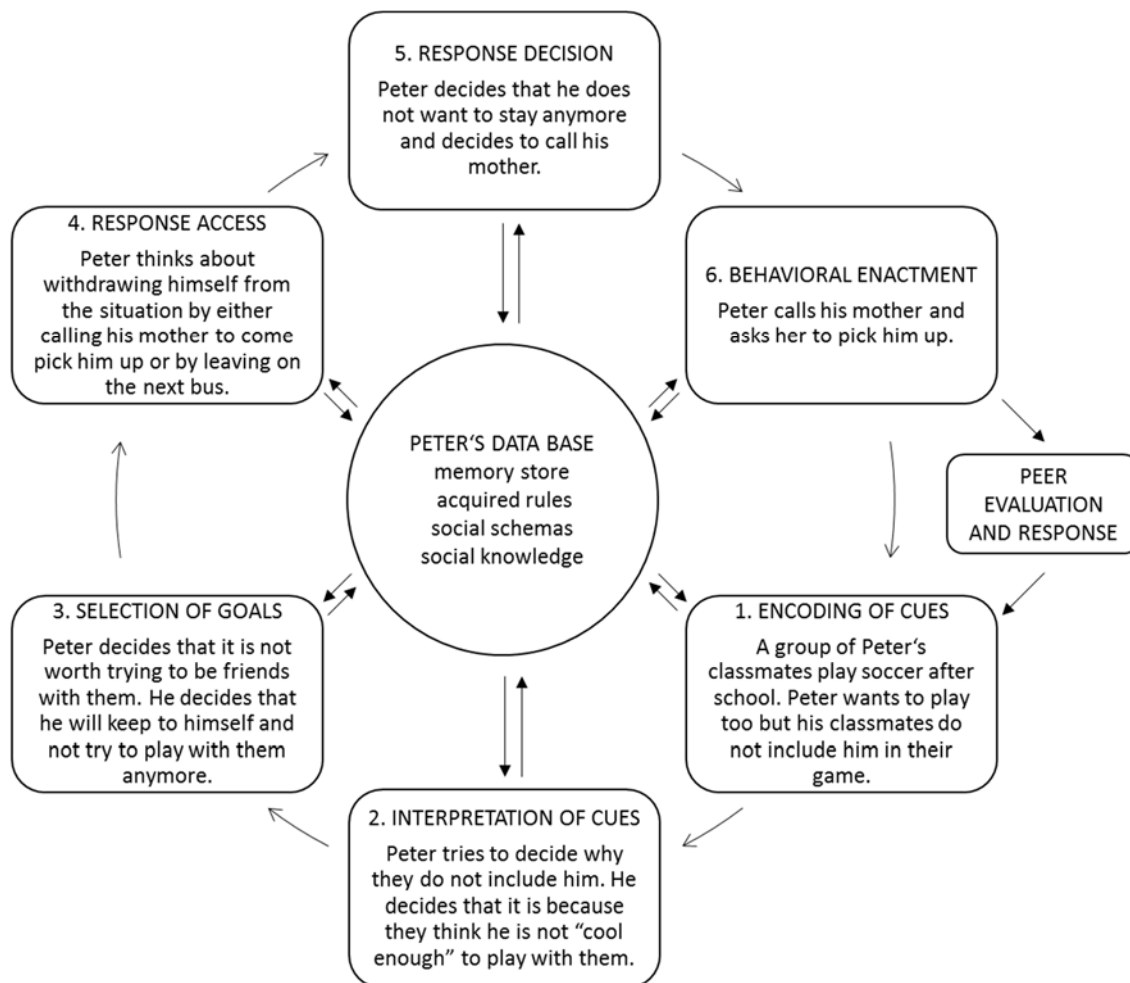 5. RESPONSE DECISION
Peter decides that he does
not want to stay anymore
and decides to call his
mother.
4. RESPONSE ACCESS
Peter thinks about
withdrawing himself from
the situation by either
calling his mother to come
pick him up or by leaving on
the next bus.
6. BEHAVIORAL ENACTMENT
Peter calls his mother and
asks her to pick him up.
PETER‘S DATA BASE
memory store
acquired rules
social schemas
social knowledge
PEER
EVALUATION
AND RESPONSE
3. SELECTION OF GOALS
Peter decides that it is not
worth trying to be friends
with them. He decides that
he will keep to himself and
not try to play with them
anymore.
1. ENCODING OF CUES
A group of Peter‘s
classmates play soccer after
school. Peter wants to play
too but his classmates do
not include him in their
game.
2. INTERPRETATION OF CUES
Peter tries to decide why
they do not include him. He
decides that it is because
they think he is not “cool
enough” to play with them.